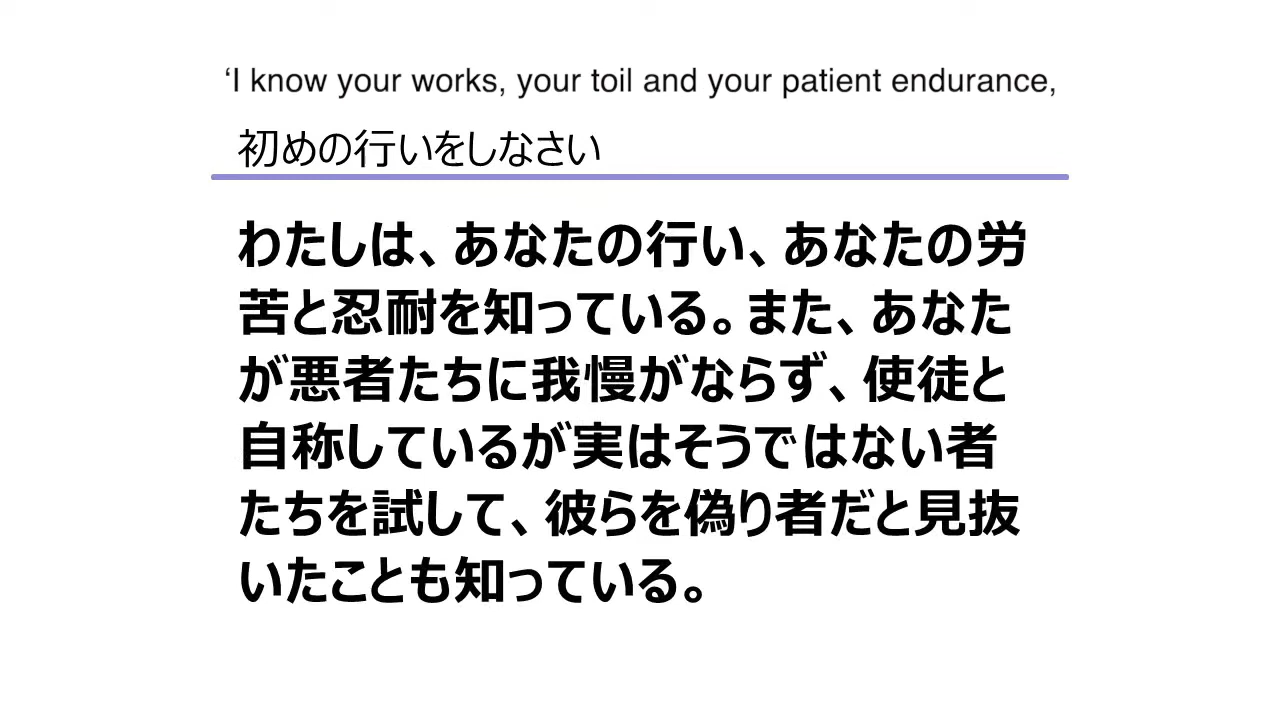 ‘I know your works, your toil and your patient endurance,
初めの行いをしなさい
わたしは、あなたの行い、あなたの労
苦と忍耐を知っている。また、あなた
が悪者たちに我慢がならず、使徒と
自称しているが実はそうではない者
たちを試して、彼らを偽り者だと見抜
いたことも知っている。